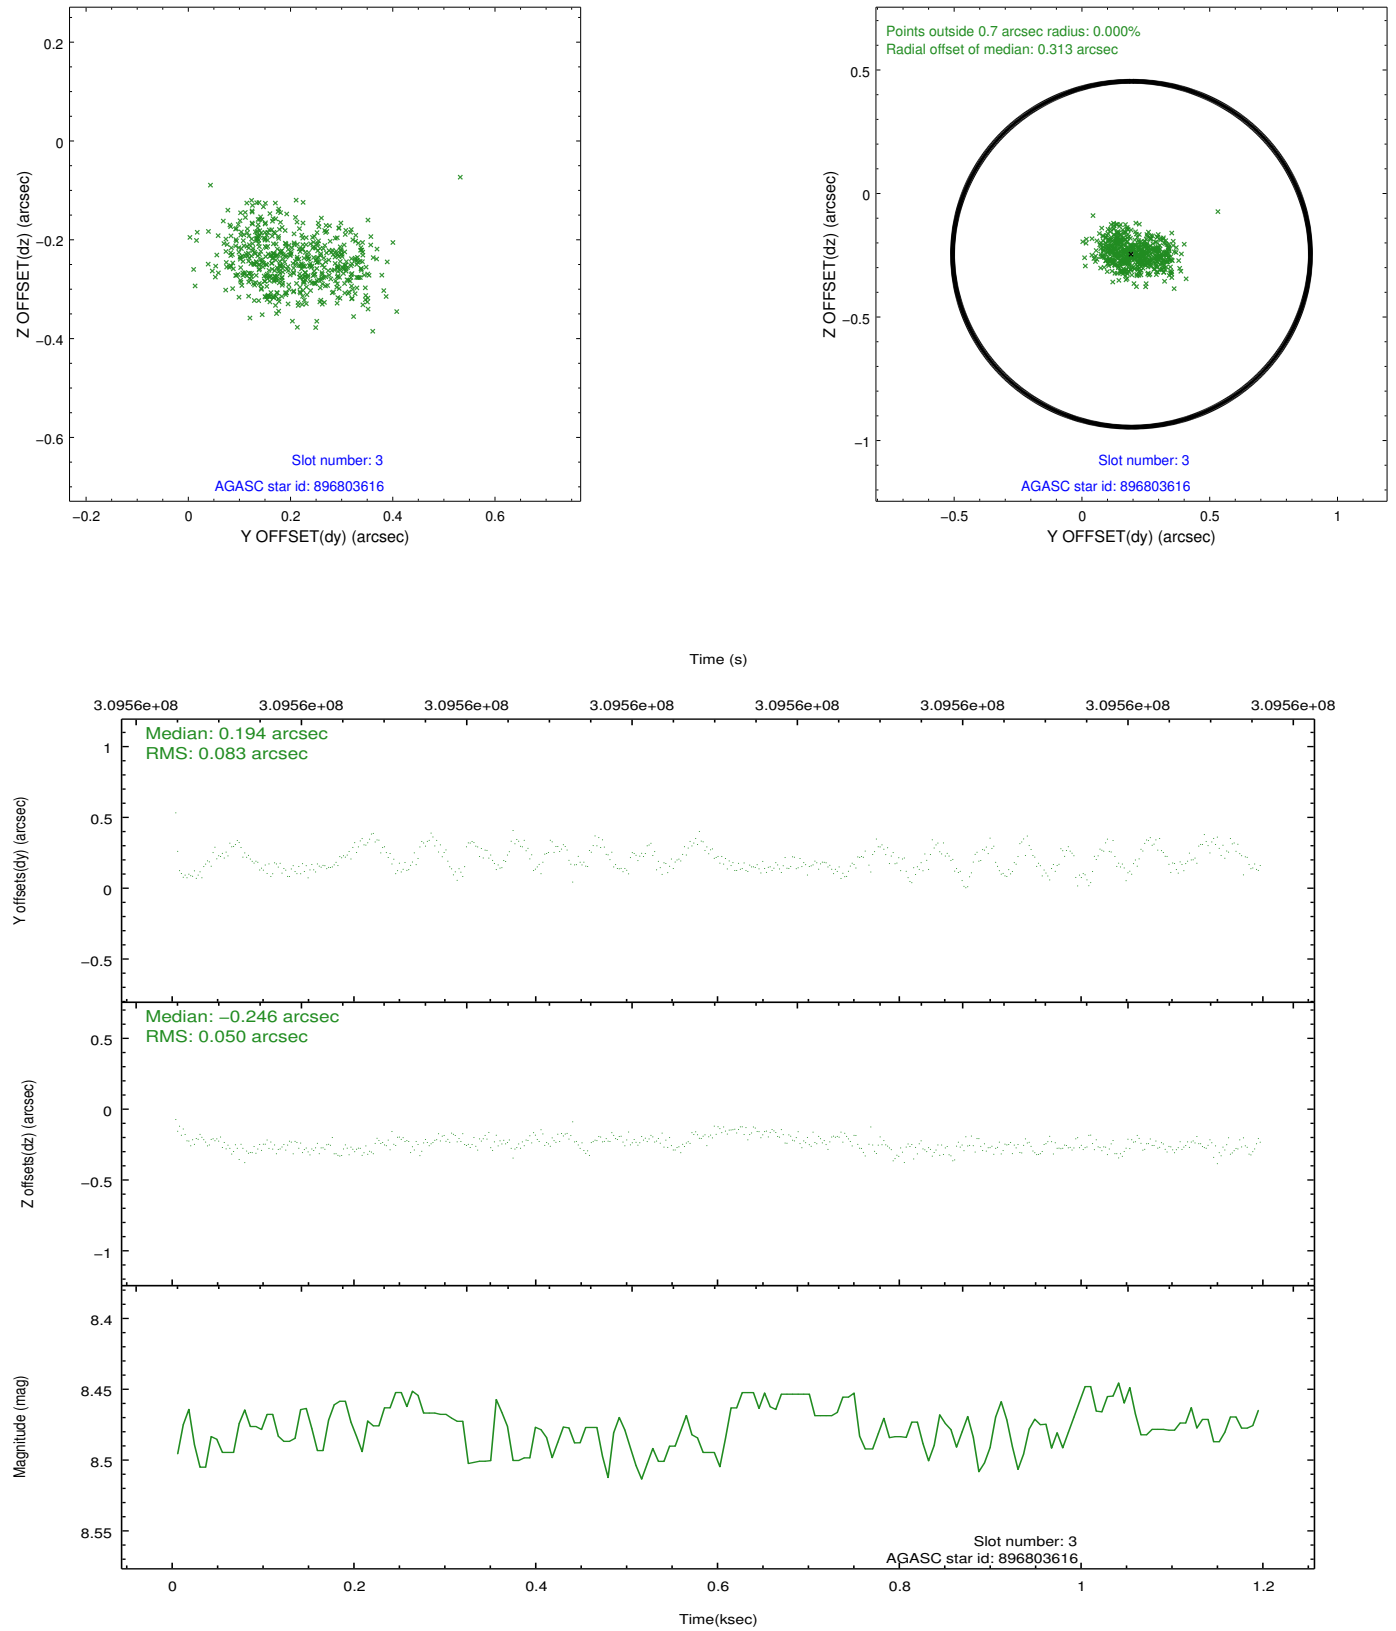 0.2
0
−0.2
−0.4
−0.6
Z OFFSET(dz) (arcsec)
Slot number: 3
AGASC star id: 896803616
−0.2 0 0.2 0.4 0.6
Y OFFSET(dy) (arcsec)
Points outside 0.7 arcsec radius: 0.000%
Radial offset of median: 0.313 arcsec
0.5
0
−0.5
−1
Z OFFSET(dz) (arcsec)
Slot number: 3
AGASC star id: 896803616
−0.5 0 0.5 1
Y OFFSET(dy) (arcsec)
Time (s)
3.0956e+08 3.0956e+08 3.0956e+08 3.0956e+08 3.0956e+08 3.0956e+08 3.0956e+08 3.0956e+08
Median: 0.194 arcsec
RMS: 0.083 arcsec
1
0.5
0
−0.5
Y offsets(dy) (arcsec)
Median: −0.246 arcsec
RMS: 0.050 arcsec
0.5
0
−0.5
−1
Z offsets(dz) (arcsec)
8.4
8.45
8.5
8.55
Magnitude (mag)
Slot number: 3
AGASC star id: 896803616
0 0.2 0.4 0.6 0.8 1 1.2
Time(ksec)